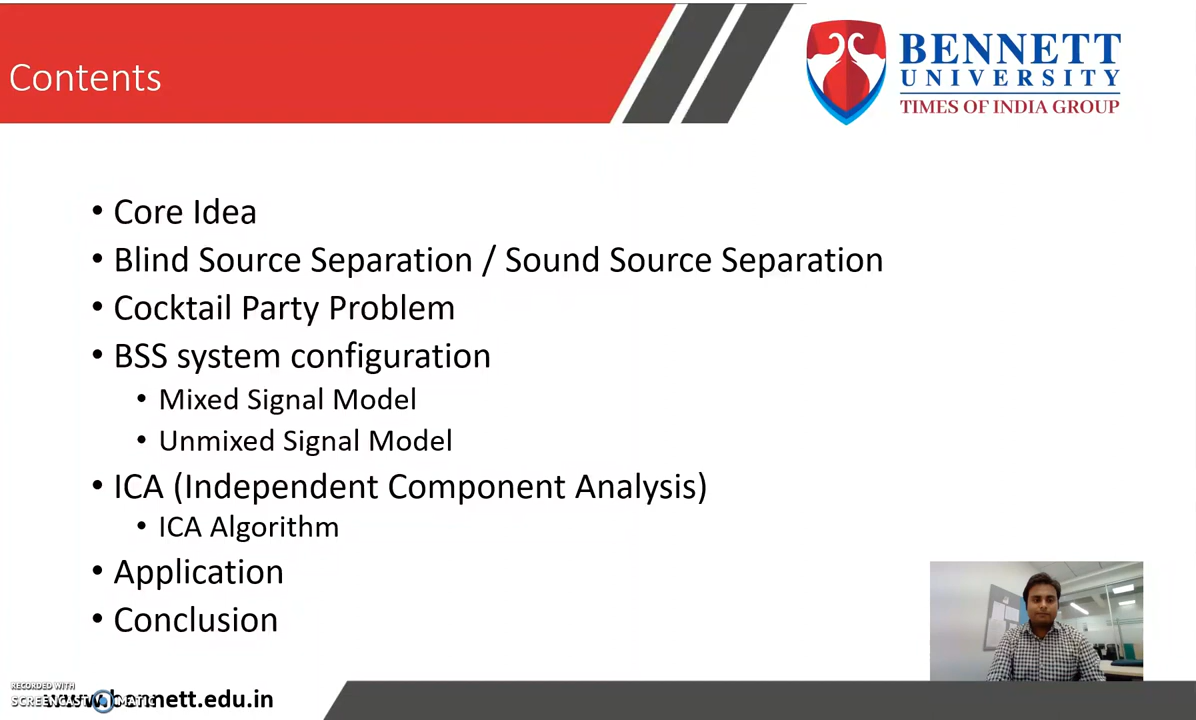 Contents
BENNETT
UNIVERSITY
TIMES OF INDIA GROUP
• Core Idea
• Blind Source Separation / Sound Source Separation
• Cocktail Party Problem
• BSS system configuration
• Mixed Signal Model
• Unmixed Signal Model
• ICA (Independent Component Analysis)
• ICA Algorithm
• Application
• Conclusion
RECORDED WITH
SCREENCAST-O-MATIC
www.bennett.edu.in